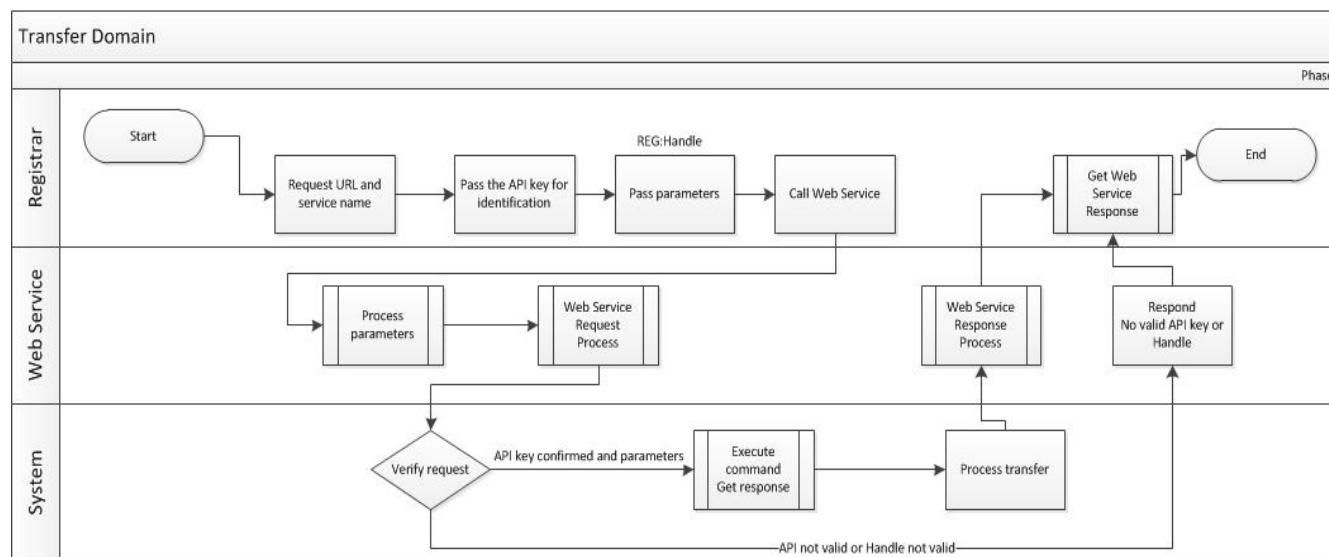 Transfer Domain
Phase
Registrar
Start
REG:Handle
Request URL and
service name
Pass the API key for
identification
Pass parameters
Call Web Service
Get Web
Service
Response
End
Web Service
Process
parameters
Web Service
Request
Process
Web Service
Response
Process
Respond
No valid API key or
Handle
System
Verify request
API key confirmed and parameters
Execute
command
Get response
Process transfer
API not valid or Handle not valid